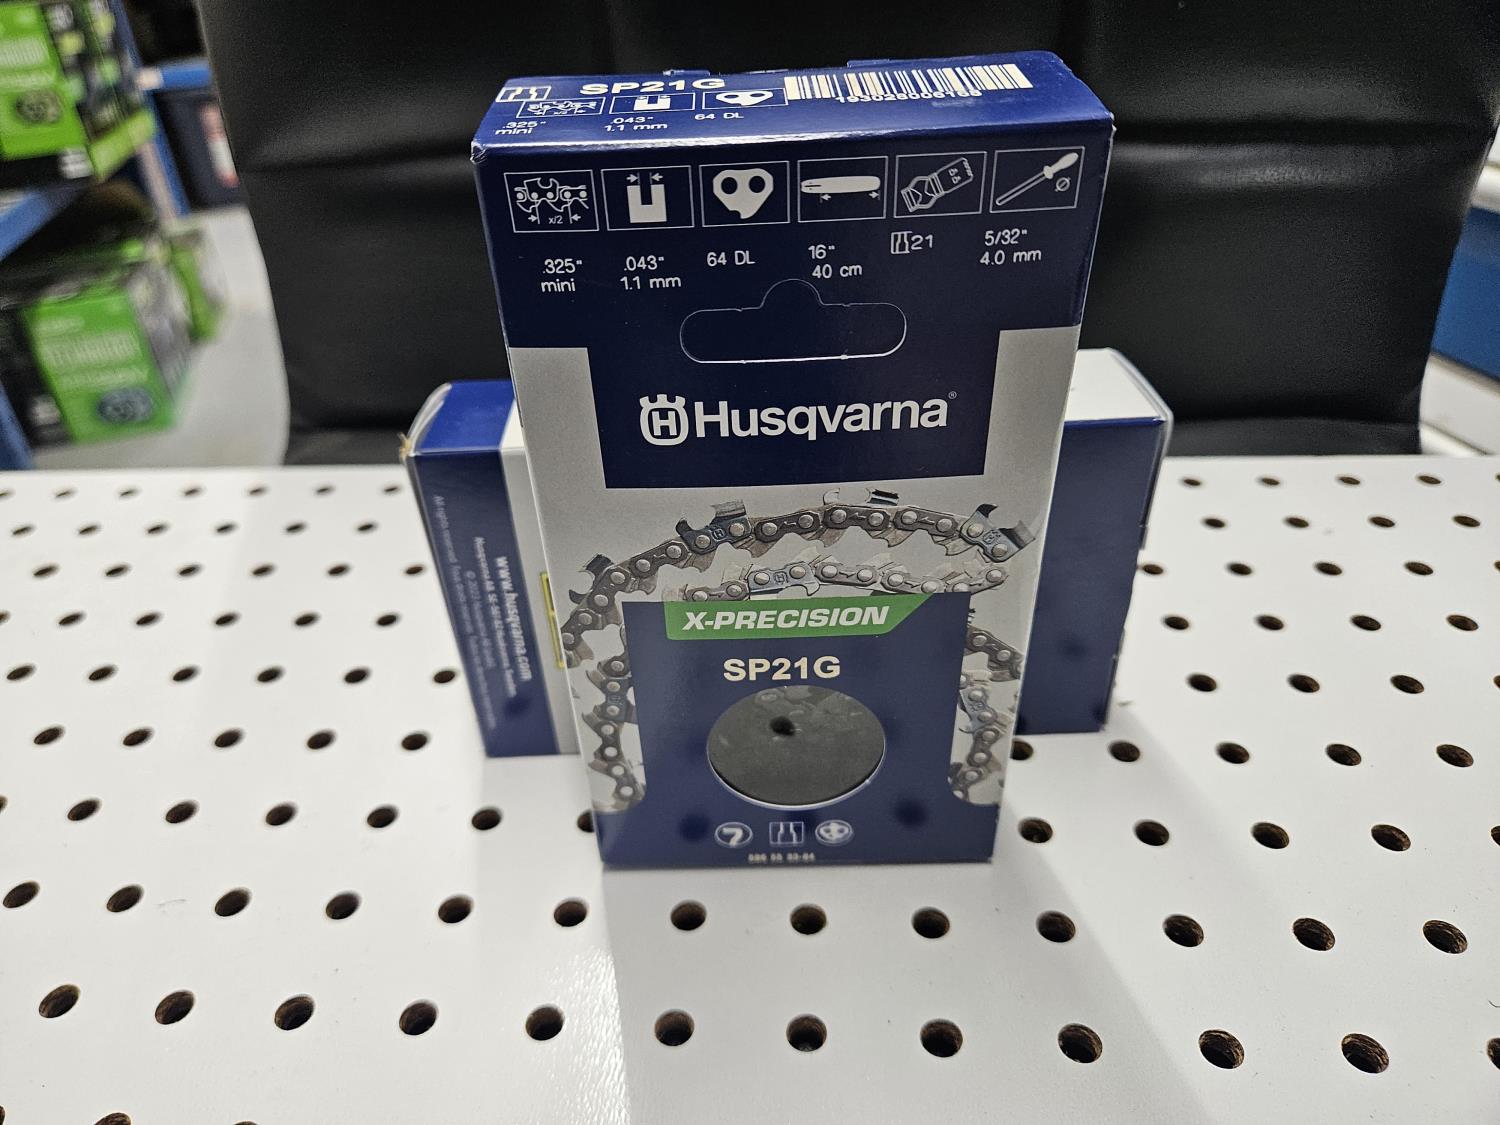 SP21G
.325"
mini
.043"
1.1 mm
64 DL
x/2
.325"
mini
.043"
1.1 mm
64 DL
16"
40 cm
21
5/32"
4.0 mm
Husqvarna®
X-PRECISION
SP21G
www.husqvarna.com